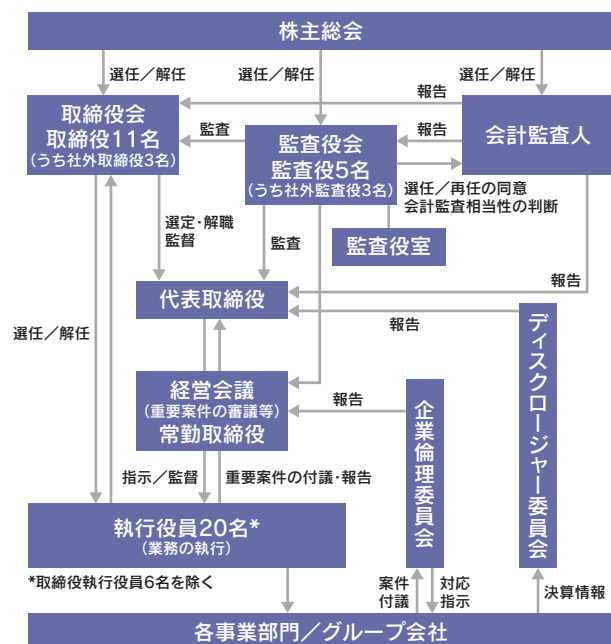 株主総会
選任／解任
選任／解任
選任／解任
報告
取締役会
取締役11名
(うち社外取締役3名)
監査
監査役会
監査役5名
(うち社外監査役3名)
報告
会計監査人
選任／再任の同意
会計監査相当性の判断
選定・解職
監督
監査
監査役室
報告
代表取締役
報告
選任／解任
ディスクロージャー委員会
経営会議
(重要案件の審議等)
常勤取締役
報告
企業倫理委員会
指示／監督
重要案件の付議・報告
執行役員20名*
(業務の執行)
*取締役執行役員6名を除く
案件
付議
対応
指示
決算情報
各事業部門／グループ会社